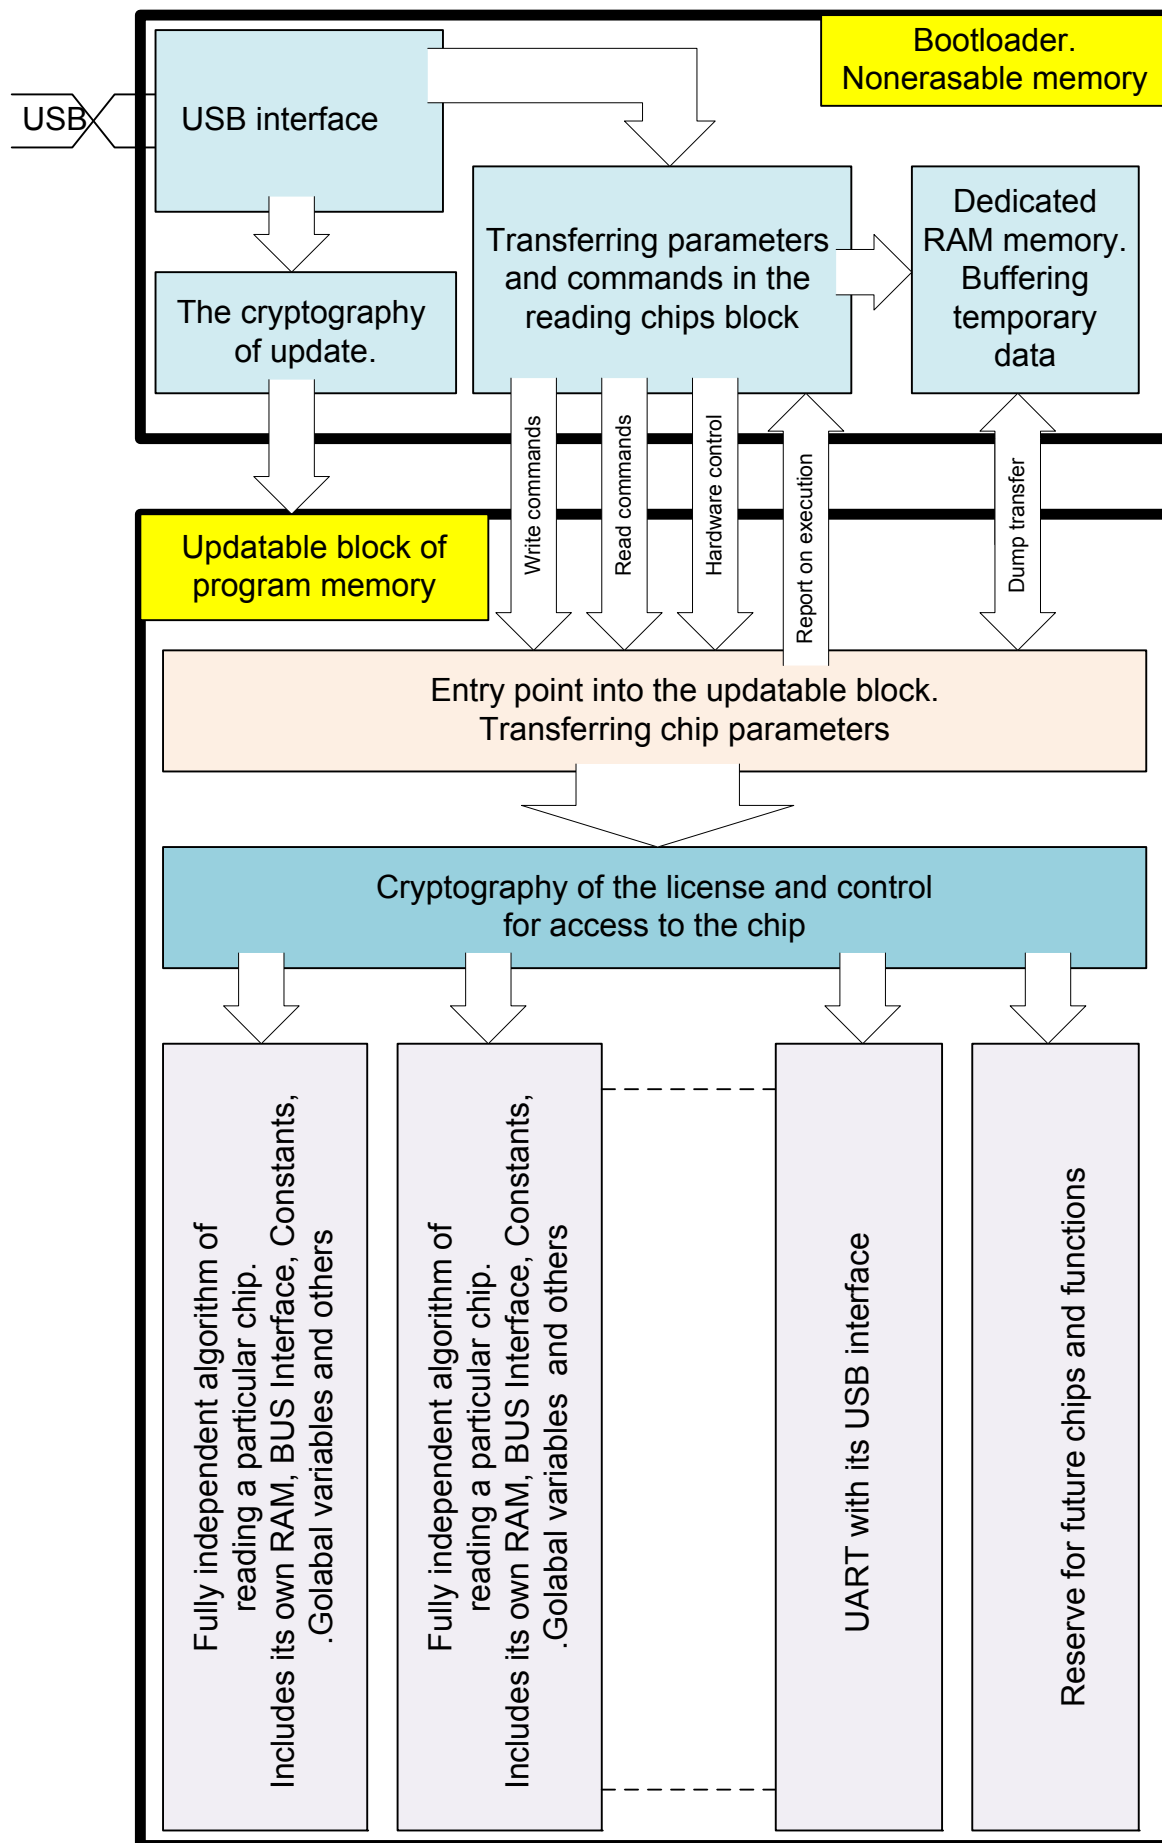 Bootloader.
Nonerasable memory
USB
USB interface
Transferring parameters
and commands in the
reading chips block
Dedicated
RAM memory.
Buffering
temporary
data
The cryptography
of update.
Write commands
Read commands
Hardware control
Report on execution
Dump transfer
Updatable block of
program memory
Entry point into the updatable block.
Transferring chip parameters
Cryptography of the license and control
for access to the chip
Fully independent algorithm of
reading a particular chip.
Includes its own RAM, BUS Interface, Constants,
.Golabal variables and others
Fully independent algorithm of
reading a particular chip.
Includes its own RAM, BUS Interface, Constants,
.Golabal variables  and others
UART with its USB interface
Reserve for future chips and functions